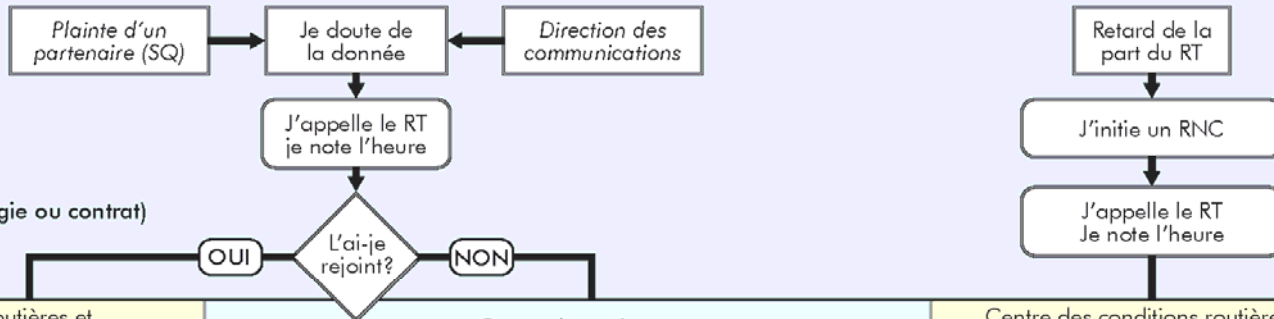 Plainte d'un
partenaire (SQ)
Je doute de
la donnée
Direction des
communications
Retard de la
part du RT
J'appelle le RT
je note l'heure
J'initie un RNC
J'appelle le RT
Je note l'heure
gie ou contrat)
L'ai-je
rejoint?
OUI
NON
outières et
Centre des conditions routière